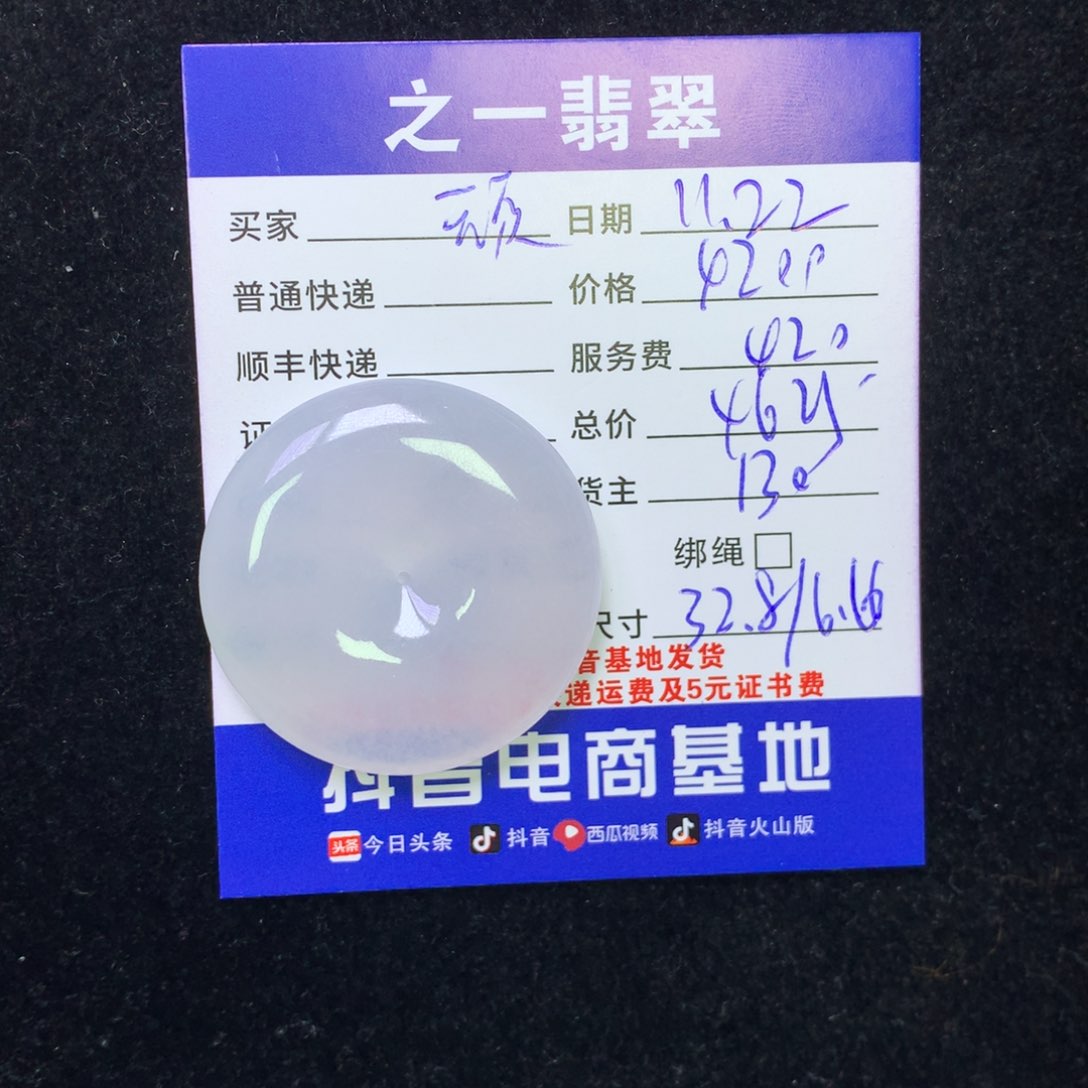 之一翡翠
买家 日期 11.22
普通快递 价格 4200
顺丰快递 服务费 420
证 总价
货主 130
绑绳
尺寸 32.8/6.16
音基地发货
递运费及5元证书费
抖音电商基地
头条 今日头条 抖音 西瓜视频 抖音火山版